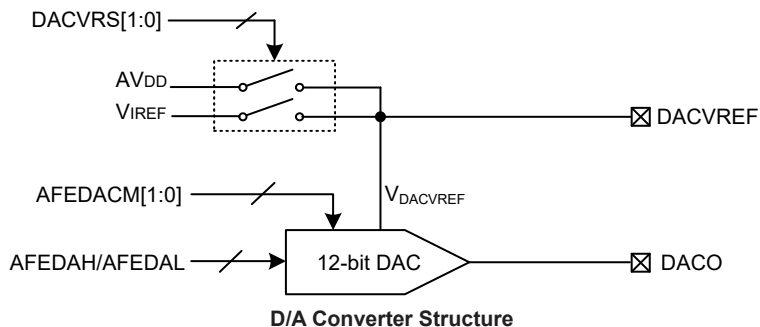 DACVRS[1:0]
AVDD
VIREF
DACVREF
AFEDACM[1:0]
VDACVREF
AFEDAH/AFEDAL
12-bit DAC
DACO
D/A Converter Structure